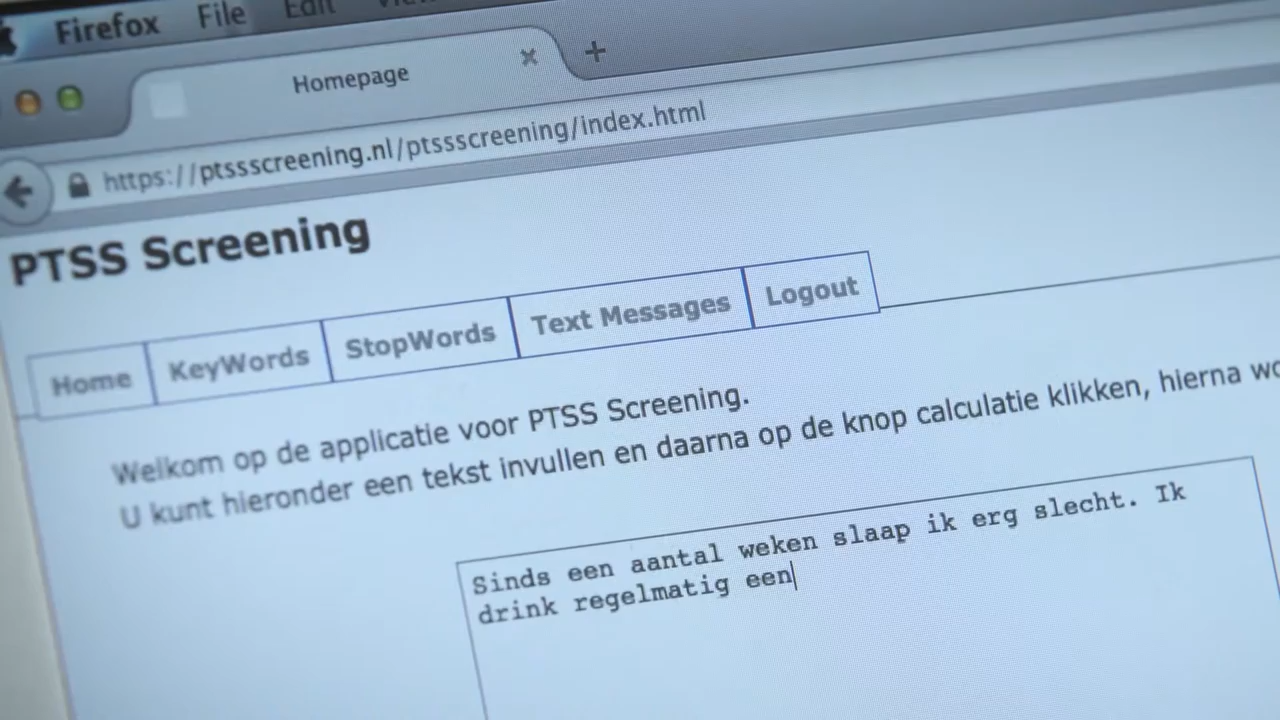 Firefox File Edit
Homepage
https://ptssscreening.nl/ptssscreening/index.html
PTSS Screening
Home KeyWords StopWords Text Messages Logout
Welkom op de applicatie voor PTSS Screening.
U kunt hieronder een tekst invullen en daarna op de knop calculatie klikken, hierna wo
Sinds een aantal weken slaap ik erg slecht. Ik
drink regelmatig een